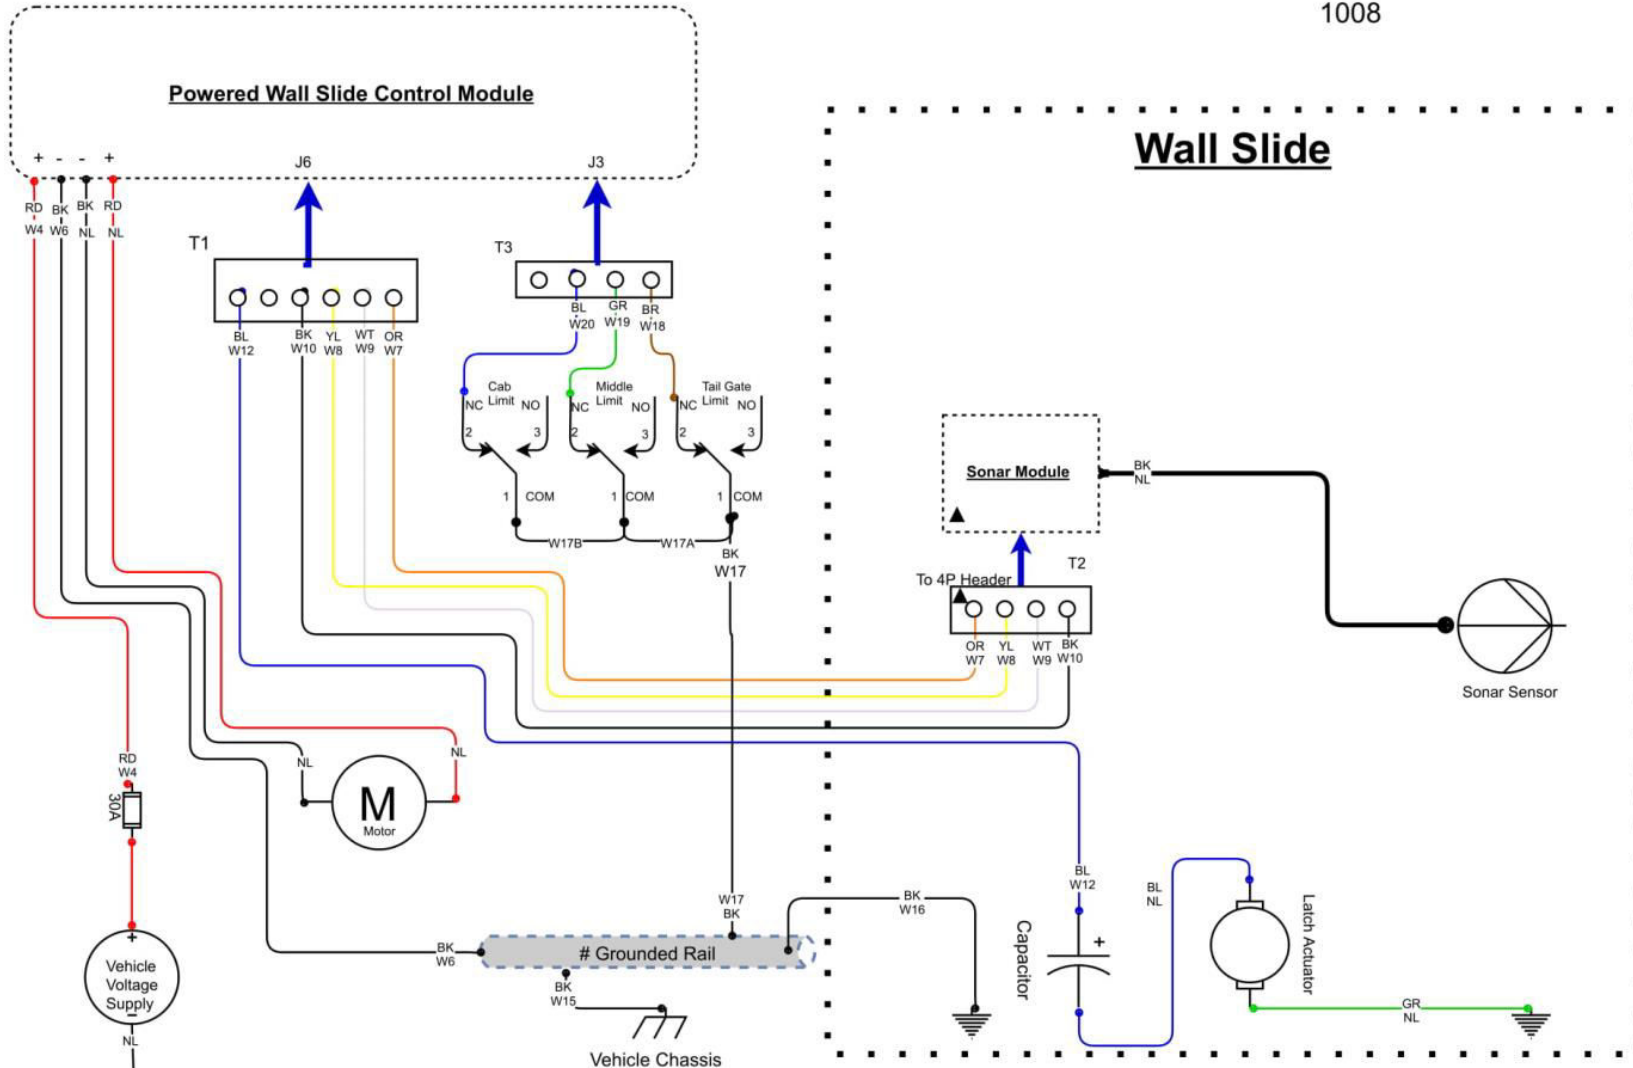 1008
Powered Wall Slide Control Module
+ - - +
J6
J3
Wall Slide
RD
W4
BK
W6
BK
NL
RD
NL
T1
T3
BL
W12
BK
W10
YL
W8
WT
W9
OR
W7
BL
W20
GR
W19
BR
W18
Cab
Limit
NC
NO
2
3
1
COM
Middle
Limit
NC
NO
2
3
1
COM
Tail Gate
Limit
NC
NO
2
3
1
COM
W17B
W17A
BK
W17
Sonar Module
BK
NL
T2
To 4P Header
OR
W7
YL
W8
WT
W9
BK
W10
Sonar Sensor
RD
W4
30A
NL
NL
M
Motor
+
Vehicle
Voltage
Supply
−
NL
W17
BK
BK
W6
# Grounded Rail
BK
W15
Vehicle Chassis
BK
W16
BL
W12
Capacitor
+
BL
NL
Latch Actuator
GR
NL